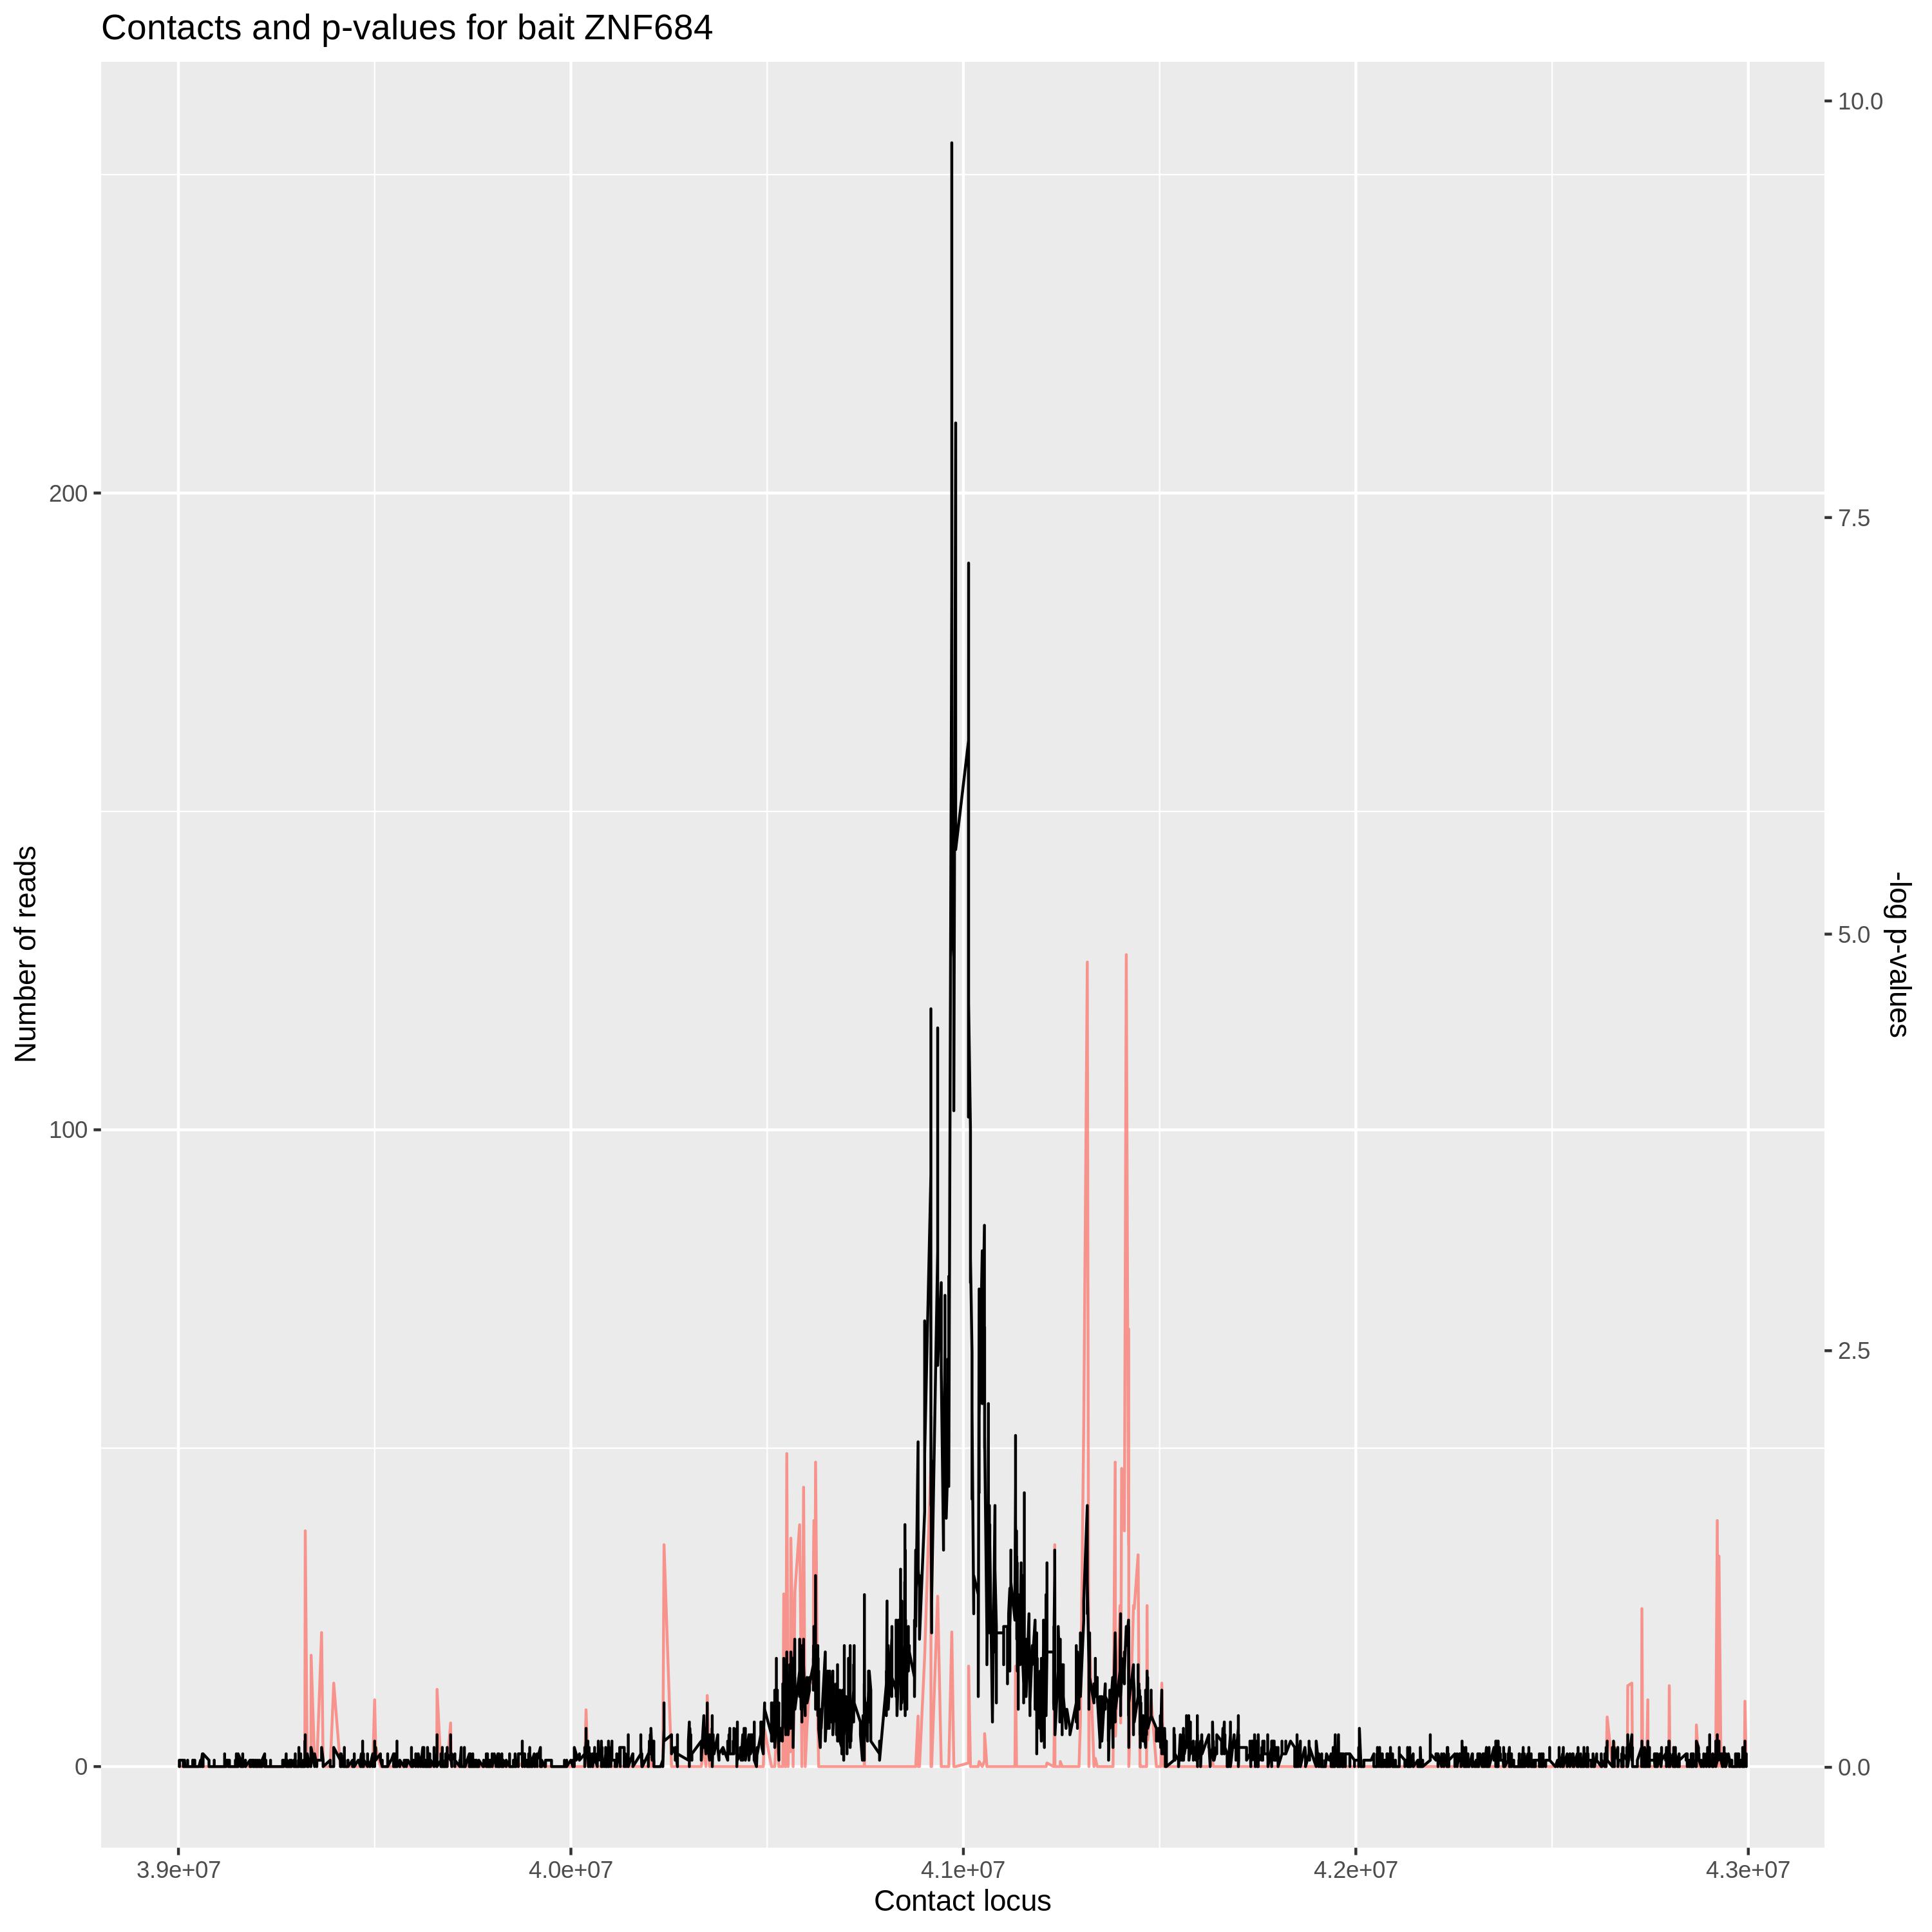 Contacts and p-values for bait ZNF684
Number of reads
200
100
0
10.0
7.5
5.0
2.5
0.0
-log p-values
3.9e+07 4.0e+07 4.1e+07 4.2e+07 4.3e+07
Contact locus